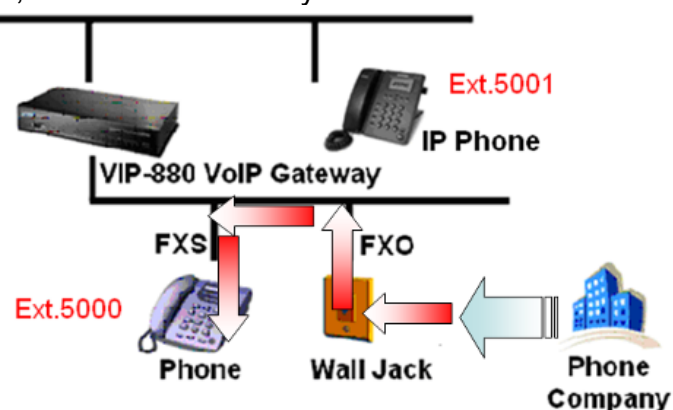 Ext.5001
IP Phone
VIP-880 VoIP Gateway
FXS
FXO
Ext.5000
Phone
Wall Jack
Phone
Company